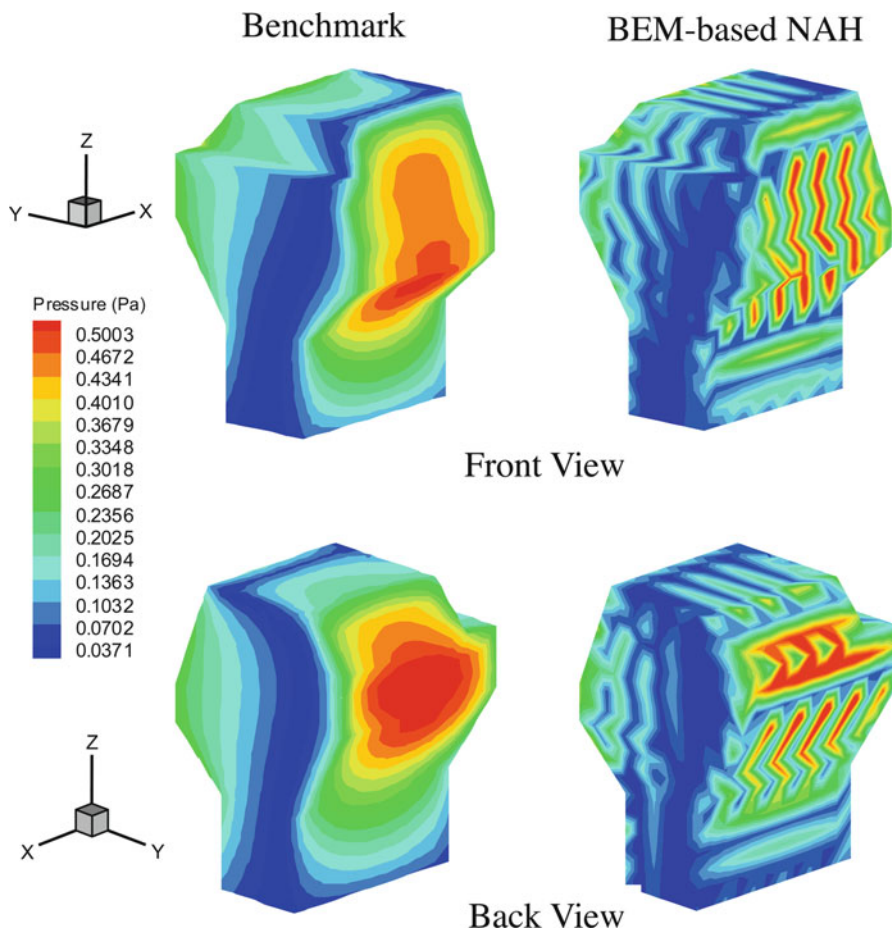 Benchmark
BEM-based NAH
Z
Y
X
Pressure (Pa)
0.5003
0.4672
0.4341
0.4010
0.3679
0.3348
0.3018
0.2687
0.2356
0.2025
0.1694
0.1363
0.1032
0.0702
0.0371
Front View
Z
X
Y
Back View